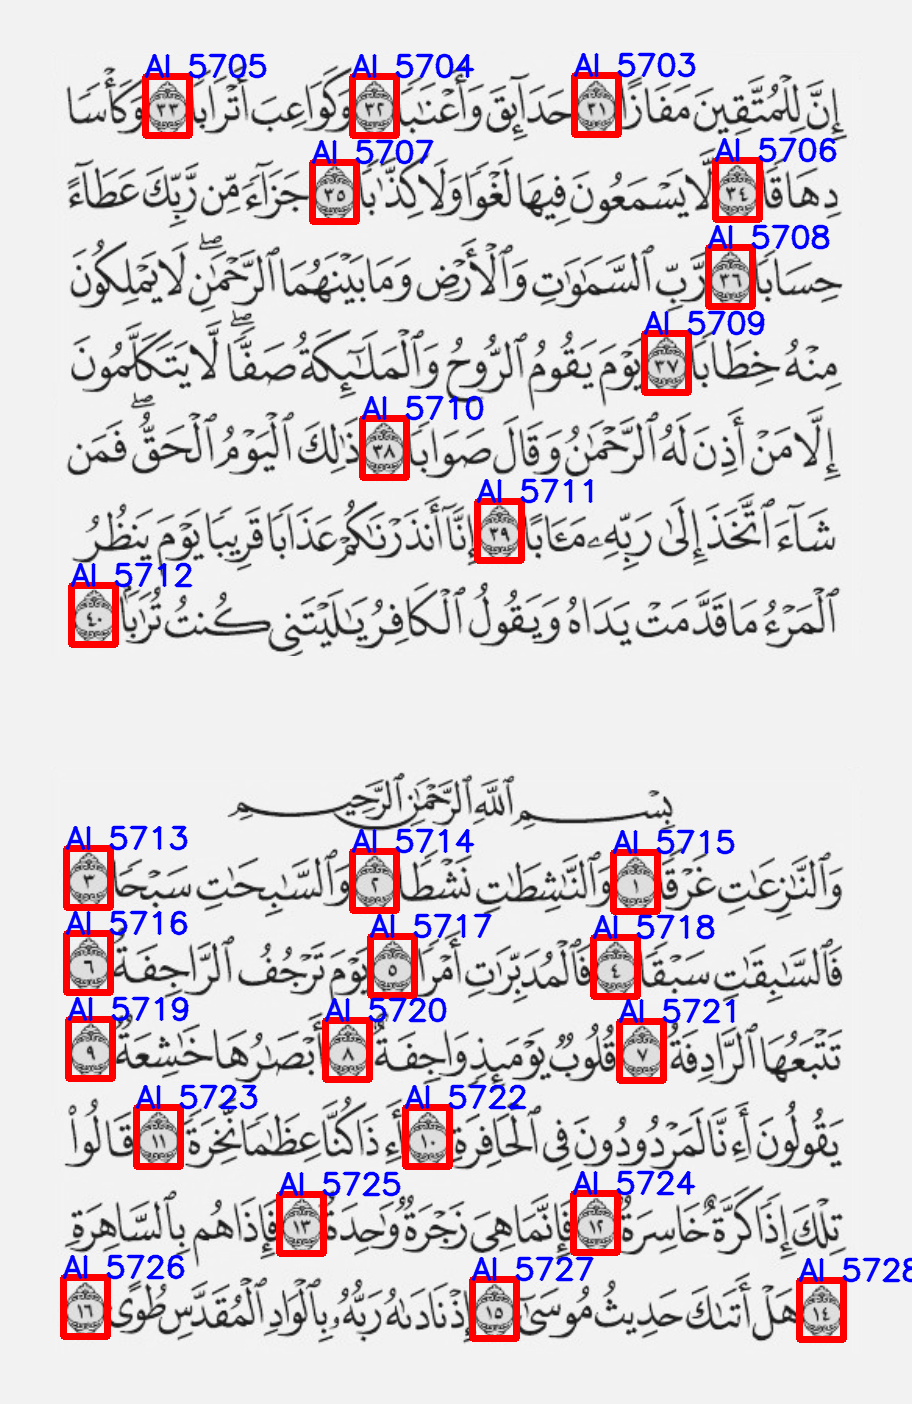 AI 5705 AI 5704 AI 5703
إِنَّ لِلْمُتَّقِينَ مَفَازًا ٣١ حَدَآئِقَ وَأَعْنَٰبًا ٣٢ وَكَوَاعِبَ أَتْرَابًا ٣٣ وَكَأْسًا
AI 5707 AI 5706
دِهَاقًا ٣٤ لَّا يَسْمَعُونَ فِيهَا لَغْوًا وَلَا كِذَّٰبًا ٣٥ جَزَآءً مِّن رَّبِّكَ عَطَآءً
AI 5708
حِسَابًا ٣٦ رَّبِّ ٱلسَّمَٰوَٰتِ وَٱلْأَرْضِ وَمَا بَيْنَهُمَا ٱلرَّحْمَٰنِ ۖ لَا يَمْلِكُونَ
AI 5709
مِنْهُ خِطَابًا ٣٧ يَوْمَ يَقُومُ ٱلرُّوحُ وَٱلْمَلَٰٓئِكَةُ صَفًّا ۖ لَّا يَتَكَلَّمُونَ
AI 5710
إِلَّا مَنْ أَذِنَ لَهُ ٱلرَّحْمَٰنُ وَقَالَ صَوَابًا ٣٨ ذَٰلِكَ ٱلْيَوْمُ ٱلْحَقُّ ۖ فَمَن
AI 5711
شَآءَ ٱتَّخَذَ إِلَىٰ رَبِّهِۦ مَـَٔابًا ٣٩ إِنَّآ أَنذَرْنَٰكُمْ عَذَابًا قَرِيبًا يَوْمَ يَنظُرُ
AI 5712
ٱلْمَرْءُ مَا قَدَّمَتْ يَدَاهُ وَيَقُولُ ٱلْكَافِرُ يَٰلَيْتَنِى كُنتُ تُرَٰبًۢا ٤٠
بِسْمِ ٱللَّهِ ٱلرَّحْمَٰنِ ٱلرَّحِيمِ
AI 5713 AI 5714 AI 5715
وَٱلنَّٰزِعَٰتِ غَرْقًا ١ وَٱلنَّٰشِطَٰتِ نَشْطًا ٢ وَٱلسَّٰبِحَٰتِ سَبْحًا ٣
AI 5716 AI 5717 AI 5718
فَٱلسَّٰبِقَٰتِ سَبْقًا ٤ فَٱلْمُدَبِّرَٰتِ أَمْرًا ٥ يَوْمَ تَرْجُفُ ٱلرَّاجِفَةُ ٦
AI 5719 AI 5720 AI 5721
تَتْبَعُهَا ٱلرَّادِفَةُ ٧ قُلُوبٌ يَوْمَئِذٍ وَاجِفَةٌ ٨ أَبْصَٰرُهَا خَٰشِعَةٌ ٩
AI 5723 AI 5722
يَقُولُونَ أَءِنَّا لَمَرْدُودُونَ فِى ٱلْحَافِرَةِ ١٠ أَءِذَا كُنَّا عِظَٰمًا نَّخِرَةً ١١ قَالُوا۟
AI 5725 AI 5724
تِلْكَ إِذًا كَرَّةٌ خَاسِرَةٌ ١٢ فَإِنَّمَا هِىَ زَجْرَةٌ وَٰحِدَةٌ ١٣ فَإِذَا هُم بِٱلسَّاهِرَةِ
AI 5726 AI 5727 AI 5728
١٤ هَلْ أَتَىٰكَ حَدِيثُ مُوسَىٰٓ ١٥ إِذْ نَادَىٰهُ رَبُّهُۥ بِٱلْوَادِ ٱلْمُقَدَّسِ طُوًى ١٦